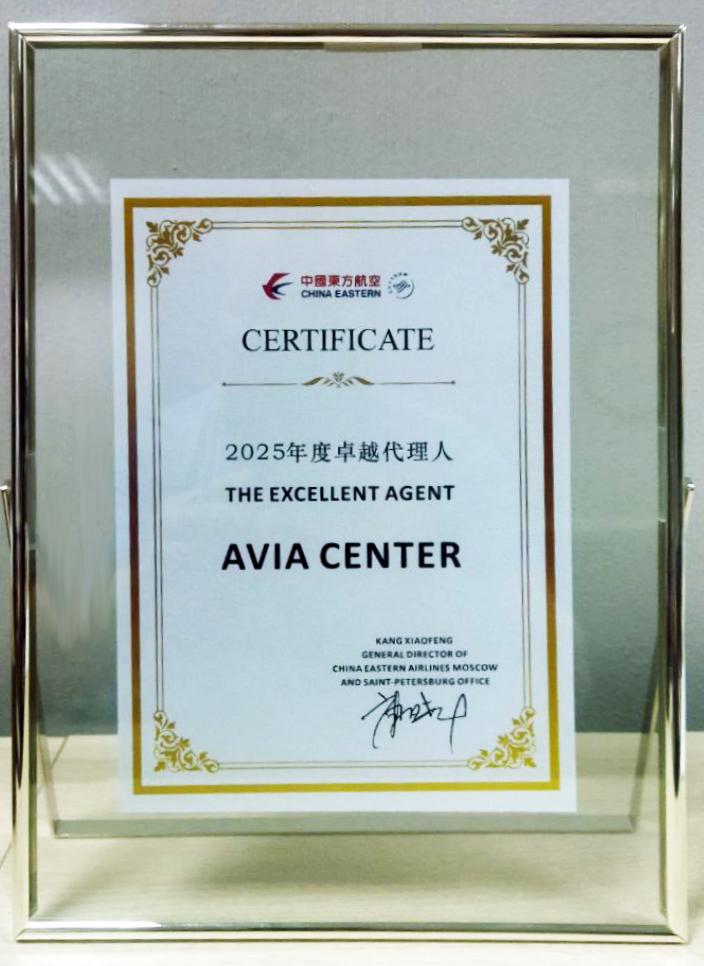 中國東方航空
CHINA EASTERN
CERTIFICATE
2025年度卓越代理人
THE EXCELLENT AGENT
AVIA CENTER
KANG XIAOFENG
GENERAL DIRECTOR OF
CHINA EASTERN AIRLINES MOSCOW
AND SAINT-PETERSBURG OFFICE